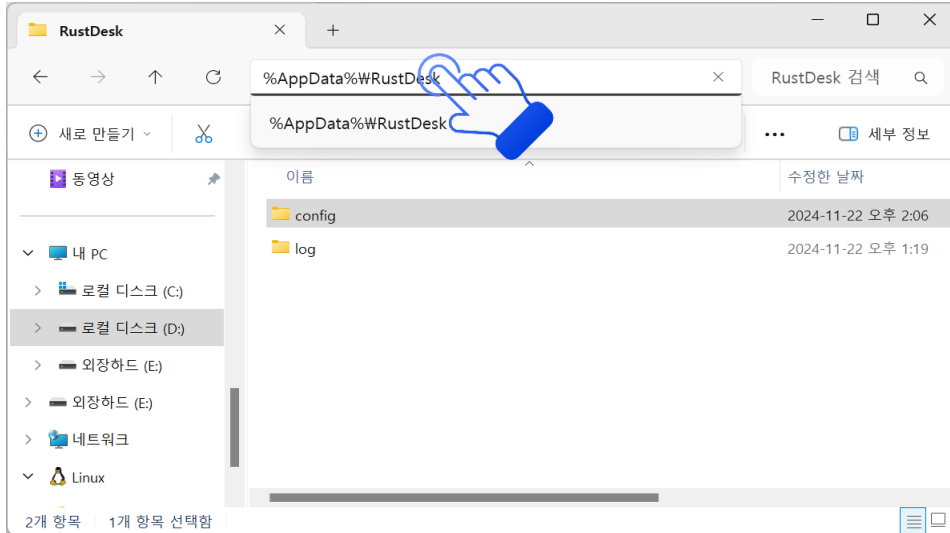 RustDesk
%AppData%₩RustDesk
RustDesk 검색
%AppData%₩RustDesk
새로 만들기
세부 정보
동영상
이름
수정한 날짜
config
2024-11-22 오후 2:06
log
2024-11-22 오후 1:19
내 PC
로컬 디스크 (C:)
로컬 디스크 (D:)
외장하드 (E:)
외장하드 (E:)
네트워크
Linux
2개 항목
1개 항목 선택함